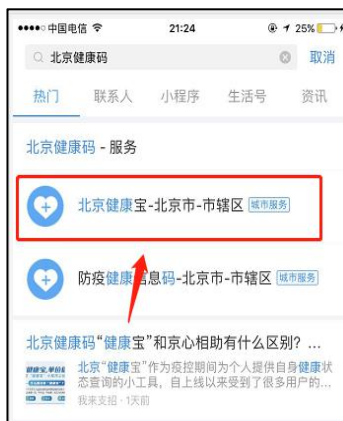 中国电信 21:24 25%
北京健康码 取消
热门 联系人 小程序 生活号 资讯
北京健康码 - 服务
北京健康宝-北京市-市辖区 城市服务
防疫健康信息码-北京市-市辖区 城市服务
北京健康码“健康宝”和京心相助有什么区别? ...
北京“健康宝”作为疫控期间为个人提供自身健康状
态查询的小工具，自上线以来受到了很多用户的...
我来支招 · 1天前